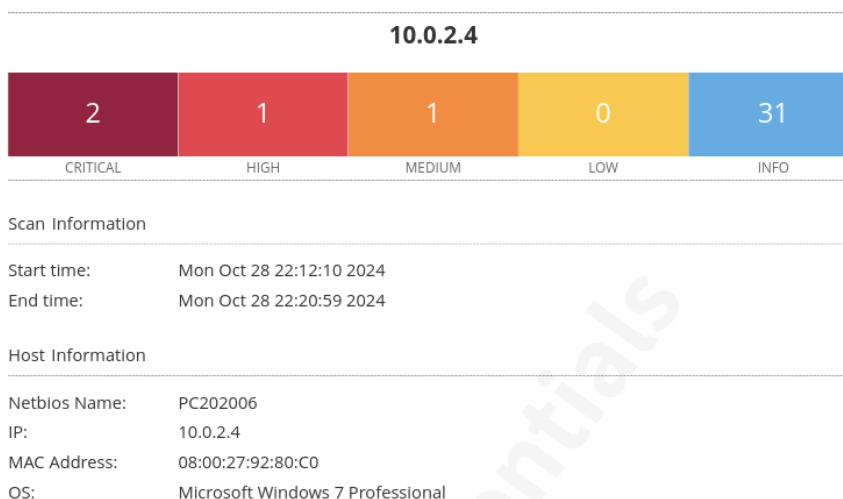 10.0.2.4
2 1 1 0 31
CRITICAL HIGH MEDIUM LOW INFO
Scan Information
Start time: Mon Oct 28 22:12:10 2024
End time: Mon Oct 28 22:20:59 2024
Host Information
Netbios Name: PC202006
IP: 10.0.2.4
MAC Address: 08:00:27:92:80:C0
OS: Microsoft Windows 7 Professional
entials